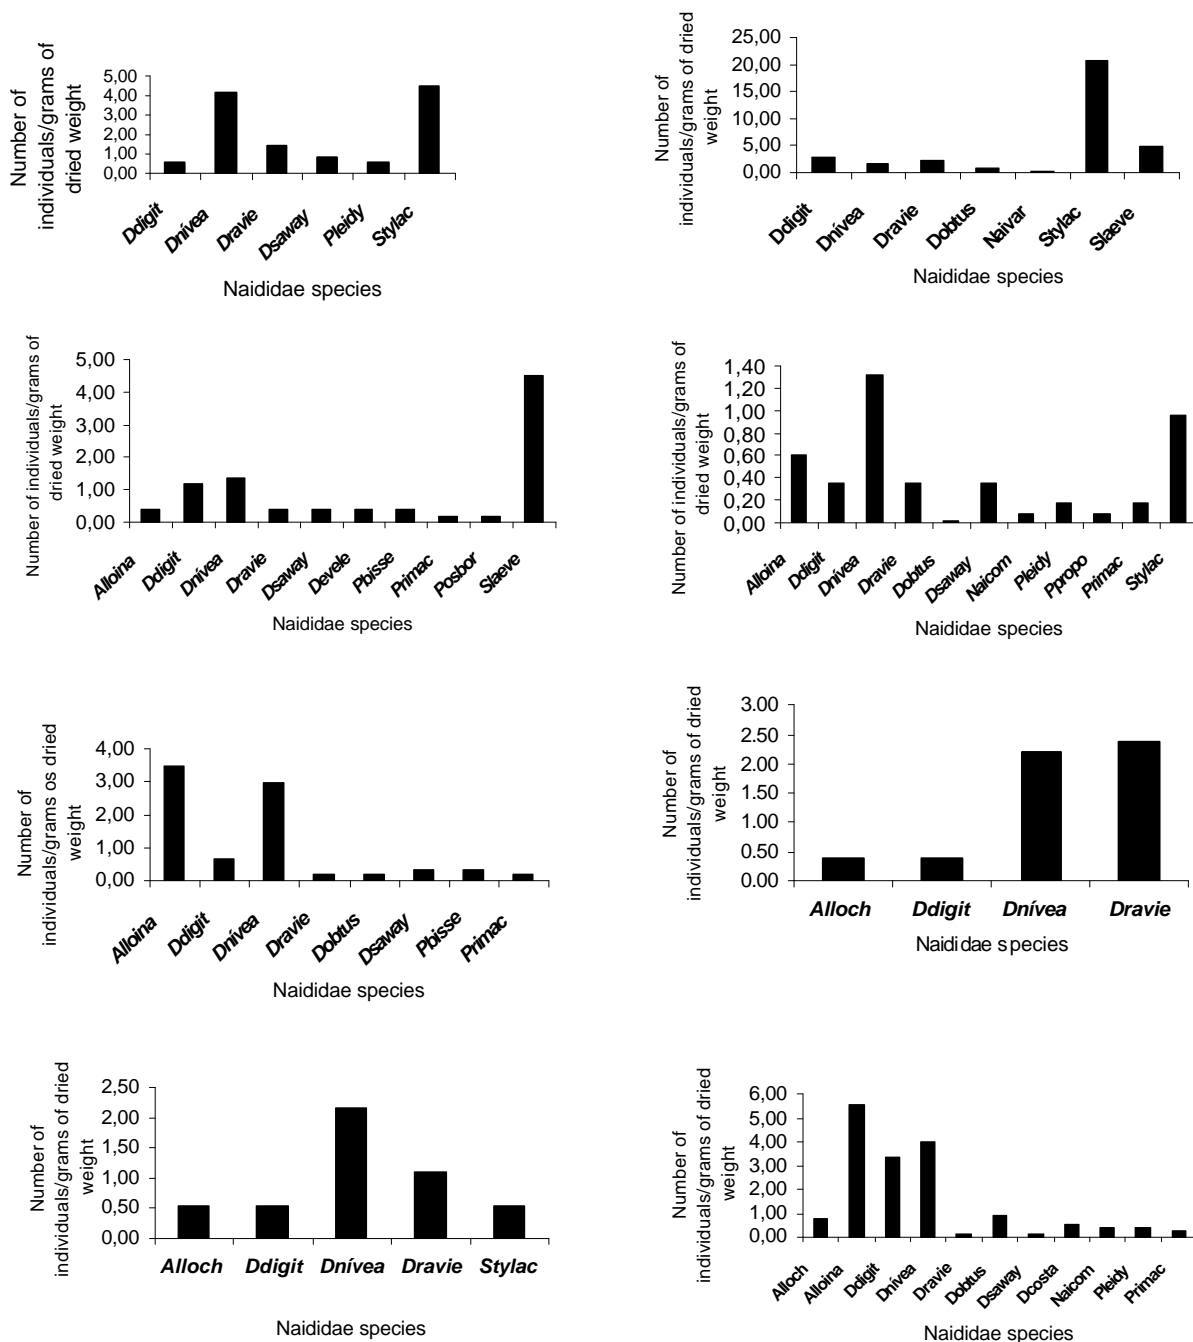 Number of
individuals/grams of
dried weight
5,00
4,00
3,00
2,00
1,00
0,00
Ddigit
Dnívea
Dravie
Dsaway
Pleidy
Stylac
Naididae species
Number of
individuals/grams of dried
weight
25,00
20,00
15,00
10,00
5,00
0,00
Ddigit
Dnívea
Dravie
Dobtus
Naivar
Stylac
Slaeve
Naididae species
Number of individuals/grams of
dried weight
5,00
4,00
3,00
2,00
1,00
0,00
Alloina
Ddigit
Dnívea
Dravie
Dsaway
Devele
Pbisse
Primac
Posbor
Slaeve
Naididae species
Number of individuals/grams of
dried weight
1,40
1,20
1,00
0,80
0,60
0,40
0,20
0,00
Alloina
Ddigit
Dnívea
Dravie
Dobtus
Dsaway
Naicom
Pleidy
Ppropo
Primac
Stylac
Naididae species
Number of
individuals/grams os dried
weight
4,00
3,00
2,00
1,00
0,00
Alloina
Ddigit
Dnívea
Dravie
Dobtus
Dsaway
Pbisse
Primac
Naididae species
Number of
individuals/grams of dried
weight
3.00
2.50
2.00
1.50
1.00
0.50
0.00
Alloch Ddigit Dnívea Dravie
Naididae species
Number of
individuals/grams of dried
weight
2,50
2,00
1,50
1,00
0,50
0,00
Alloch Ddigit Dnívea Dravie Stylac
Naididae species
Number of
individuals/grams of dried
weight
6,00
5,00
4,00
3,00
2,00
1,00
0,00
Alloch
Alloina
Ddigit
Dnívea
Dravie
Dobtus
Dsaway
Dcosta
Naicom
Pleidy
Primac
Naididae species